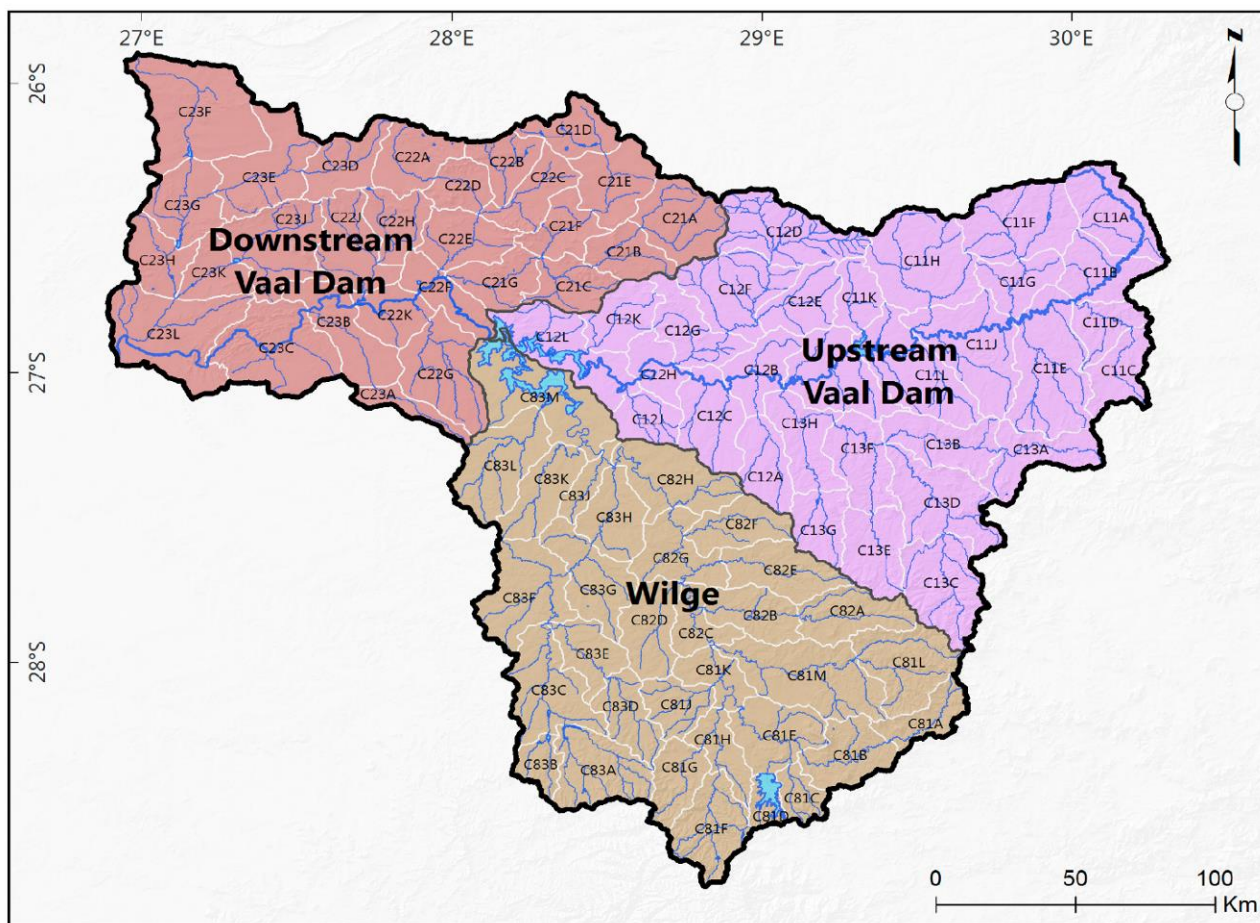 27°E
28°E
29°E
30°E
26°S
27°S
28°S
N
C23F
C21D
C23D
C22A
C22B
C23E
C22D
C22C
C21E
C23G
C23J
C22J
C22H
C21F
C21A
Downstream
Vaal Dam
C22E
C21B
C23H
C23K
C22F
C21G
C21C
C23L
C23B
C22K
C23C
C22G
C23A
C12D
C11F
C11A
C11H
C12F
C12E
C11K
C11G
C11B
C12L
C12K
C12G
C11D
C11J
Upstream
Vaal Dam
C22H
C12B
C11L
C11E
C11C
C12J
C12C
C13H
C13F
C13B
C13A
C12A
C13D
C13G
C13E
C13C
C83M
C83L
C83K
C83J
C82H
C83H
C82F
C82G
C82E
Wilge
C83F
C83G
C82D
C82B
C82A
C82C
C83E
C81K
C81M
C81L
C83C
C83D
C81J
C81A
C81H
C81E
C81B
C83B
C83A
C81G
C81C
C81D
C81F
0 50 100
Km